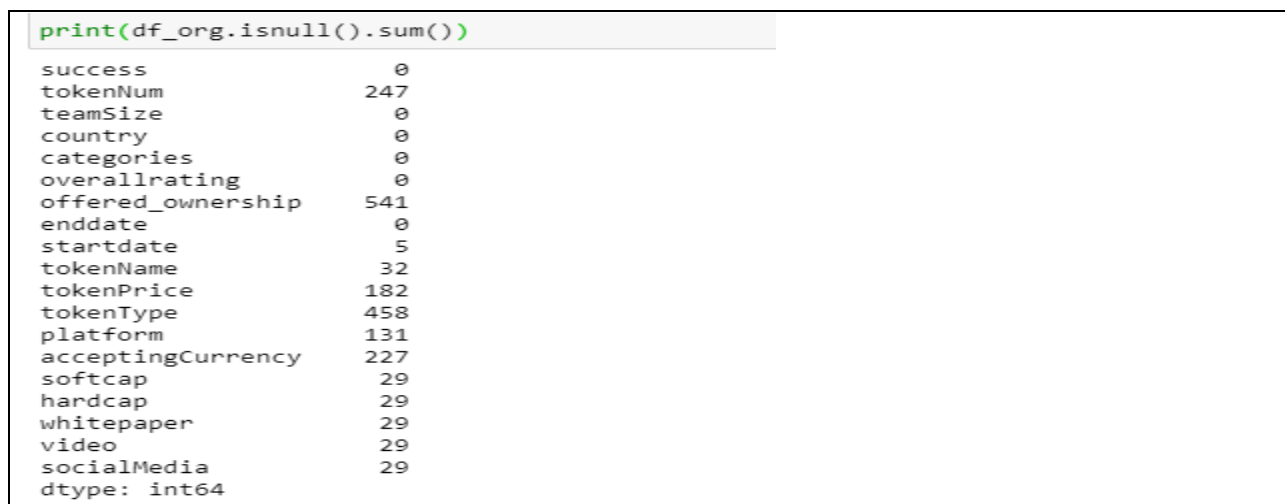 print(df_org.isnull().sum())
success 0
tokenNum 247
teamSize 0
country 0
categories 0
overallrating 0
offered_ownership 541
enddate 0
startdate 5
tokenName 32
tokenPrice 182
tokenType 458
platform 131
acceptingCurrency 227
softcap 29
hardcap 29
whitepaper 29
video 29
socialMedia 29
dtype: int64